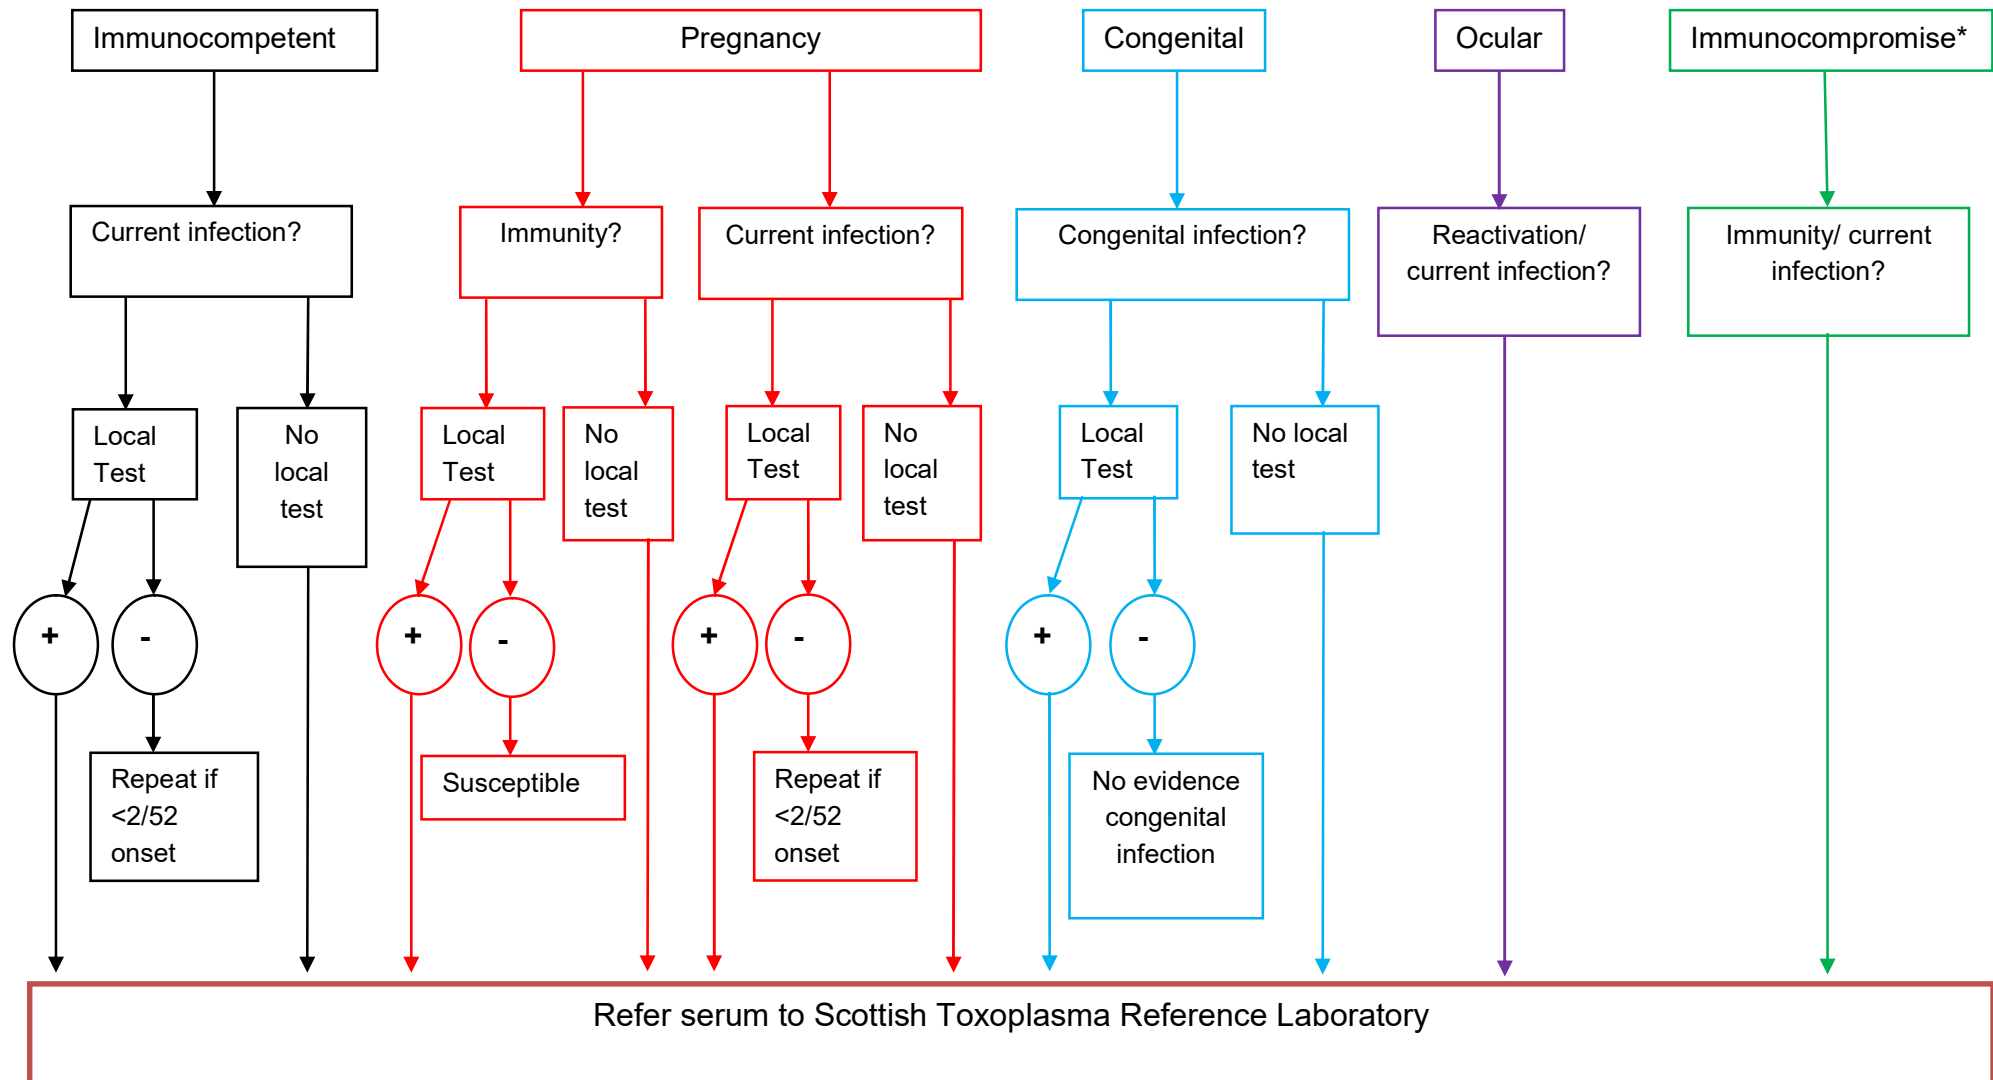 Immunocompetent
Pregnancy
Congenital
Ocular
Immunocompromise*
Current infection?
Immunity?
Current infection?
Congenital infection?
Reactivation/
current infection?
Immunity/ current
infection?
Local
Test
No
local
test
Local
Test
No
local
test
Local
Test
No
local
test
Local
Test
No local
test
+
-
+
-
+
-
+
-
Repeat if
<2/52
onset
Susceptible
Repeat if
<2/52
onset
No evidence
congenital
infection
Refer serum to Scottish Toxoplasma Reference Laboratory